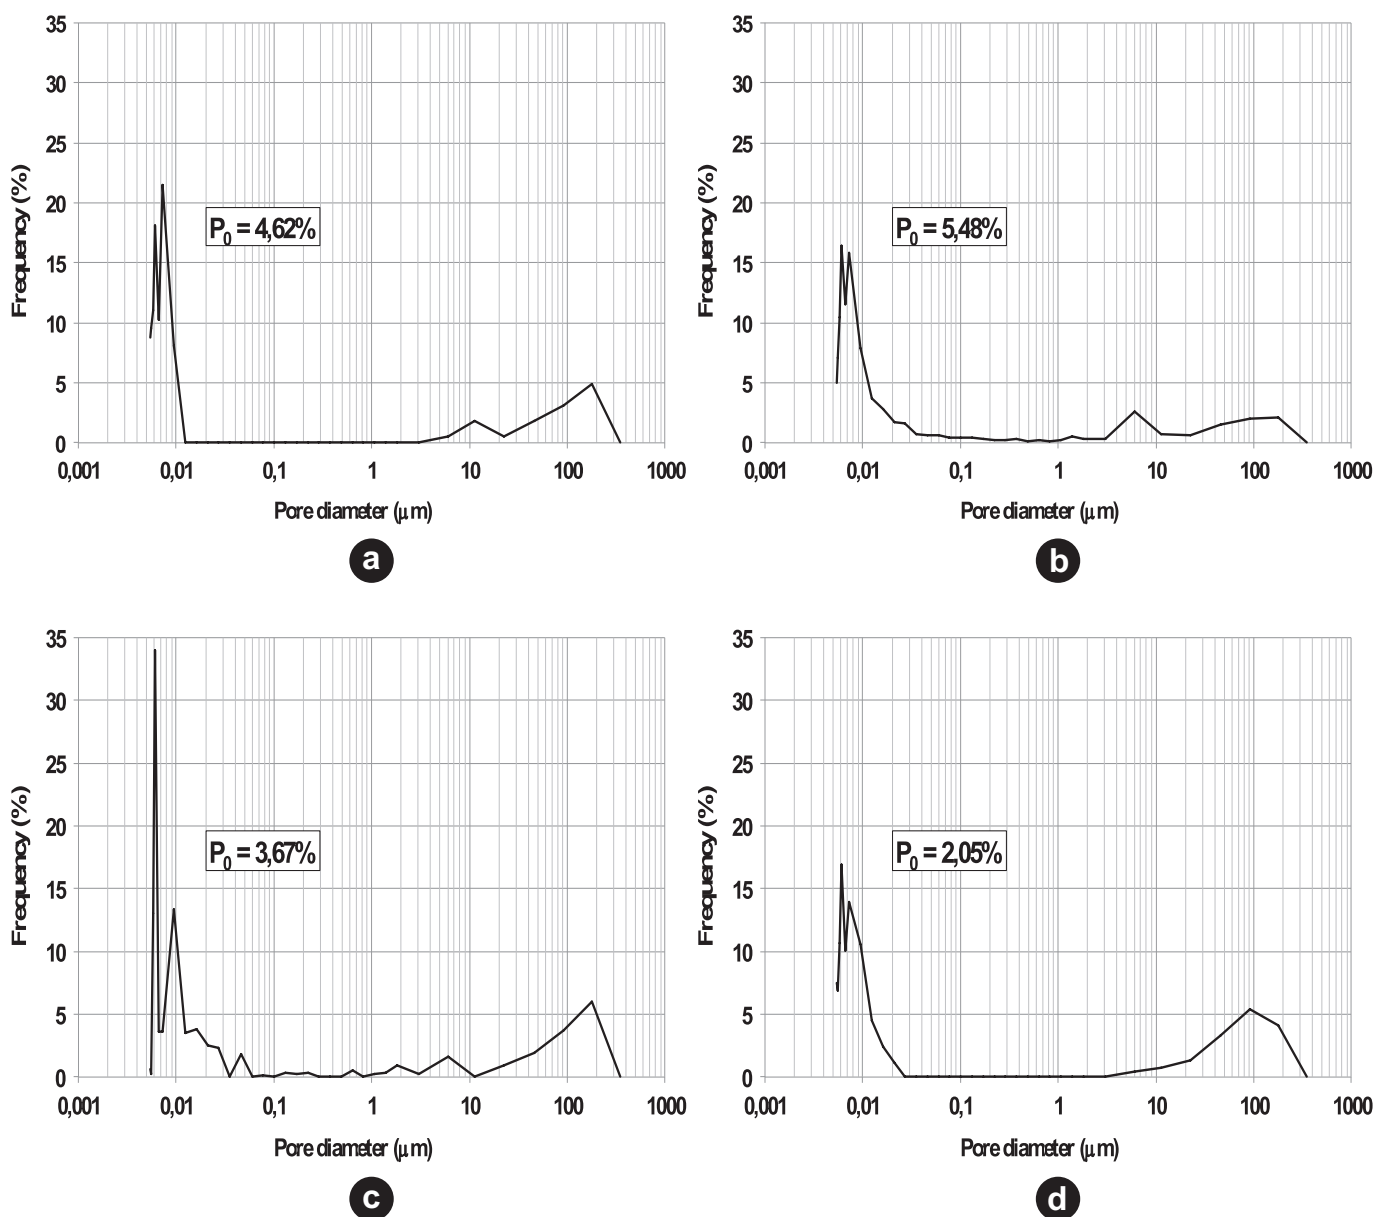 35
30
25
20
15
10
5
0
Frequency (%)
P0 = 4,62%
0,001 0,01 0,1 1 10 100 1000
Pore diameter (μm)
a
35
30
25
20
15
10
5
0
Frequency (%)
P0 = 5,48%
0,001 0,01 0,1 1 10 100 1000
Pore diameter (μm)
b
35
30
25
20
15
10
5
0
Frequency (%)
P0 = 3,67%
0,001 0,01 0,1 1 10 100 1000
Pore diameter (μm)
c
35
30
25
20
15
10
5
0
Frequency (%)
P0 = 2,05%
0,001 0,01 0,1 1 10 100 1000
Pore diameter (μm)
d